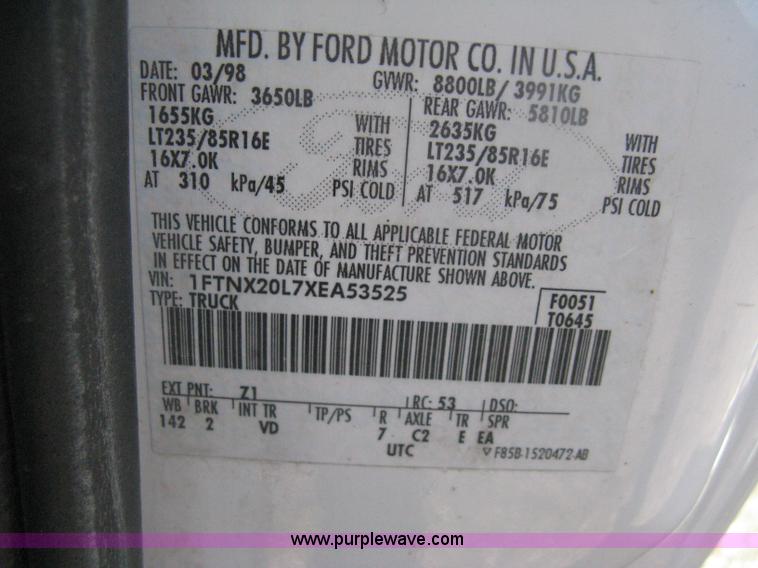 MFD. BY FORD MOTOR CO. IN U.S.A.
DATE: 03/98 GVWR: 8800LB/ 3991KG
FRONT GAWR: 3650LB REAR GAWR: 5810LB
1655KG WITH 2635KG WITH
LT235/85R16E TIRES LT235/85R16E TIRES
16X7.0K RIMS 16X7.0K RIMS
AT 310 kPa/45 PSI COLD AT 517 kPa/75 PSI COLD
THIS VEHICLE CONFORMS TO ALL APPLICABLE FEDERAL MOTOR
VEHICLE SAFETY, BUMPER, AND THEFT PREVENTION STANDARDS
IN EFFECT ON THE DATE OF MANUFACTURE SHOWN ABOVE.
VIN: 1FTNX20L7XEA53525 F0051
TYPE: TRUCK T0645
EXT PNT: Z1 RC: 53 DSO:
WB BRK INT TR TP/PS R AXLE TR SPR
142 2 VD 7 C2 E EA
UTC F85B-1520472-AB
www.purplewave.com